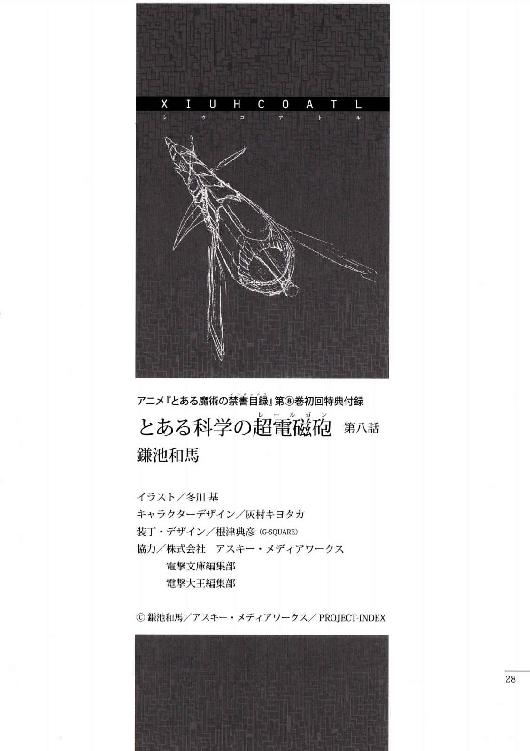 XIUHCOATL
シウコアトル
アニメ『とある魔術の禁書目録』第⑧巻初回特典付録
レールガン
とある科学の超電磁砲 第八話
鎌池和馬
イラスト／冬川 基
キャラクターデザイン／灰村キヨタカ
装丁・デザイン／根津典彦（G-SQUARE）
協力／株式会社 アスキー・メディアワークス
電撃文庫編集部
電撃大王編集部
Ⓒ 鎌池和馬／アスキー・メディアワークス／ PROJECT-INDEX
28